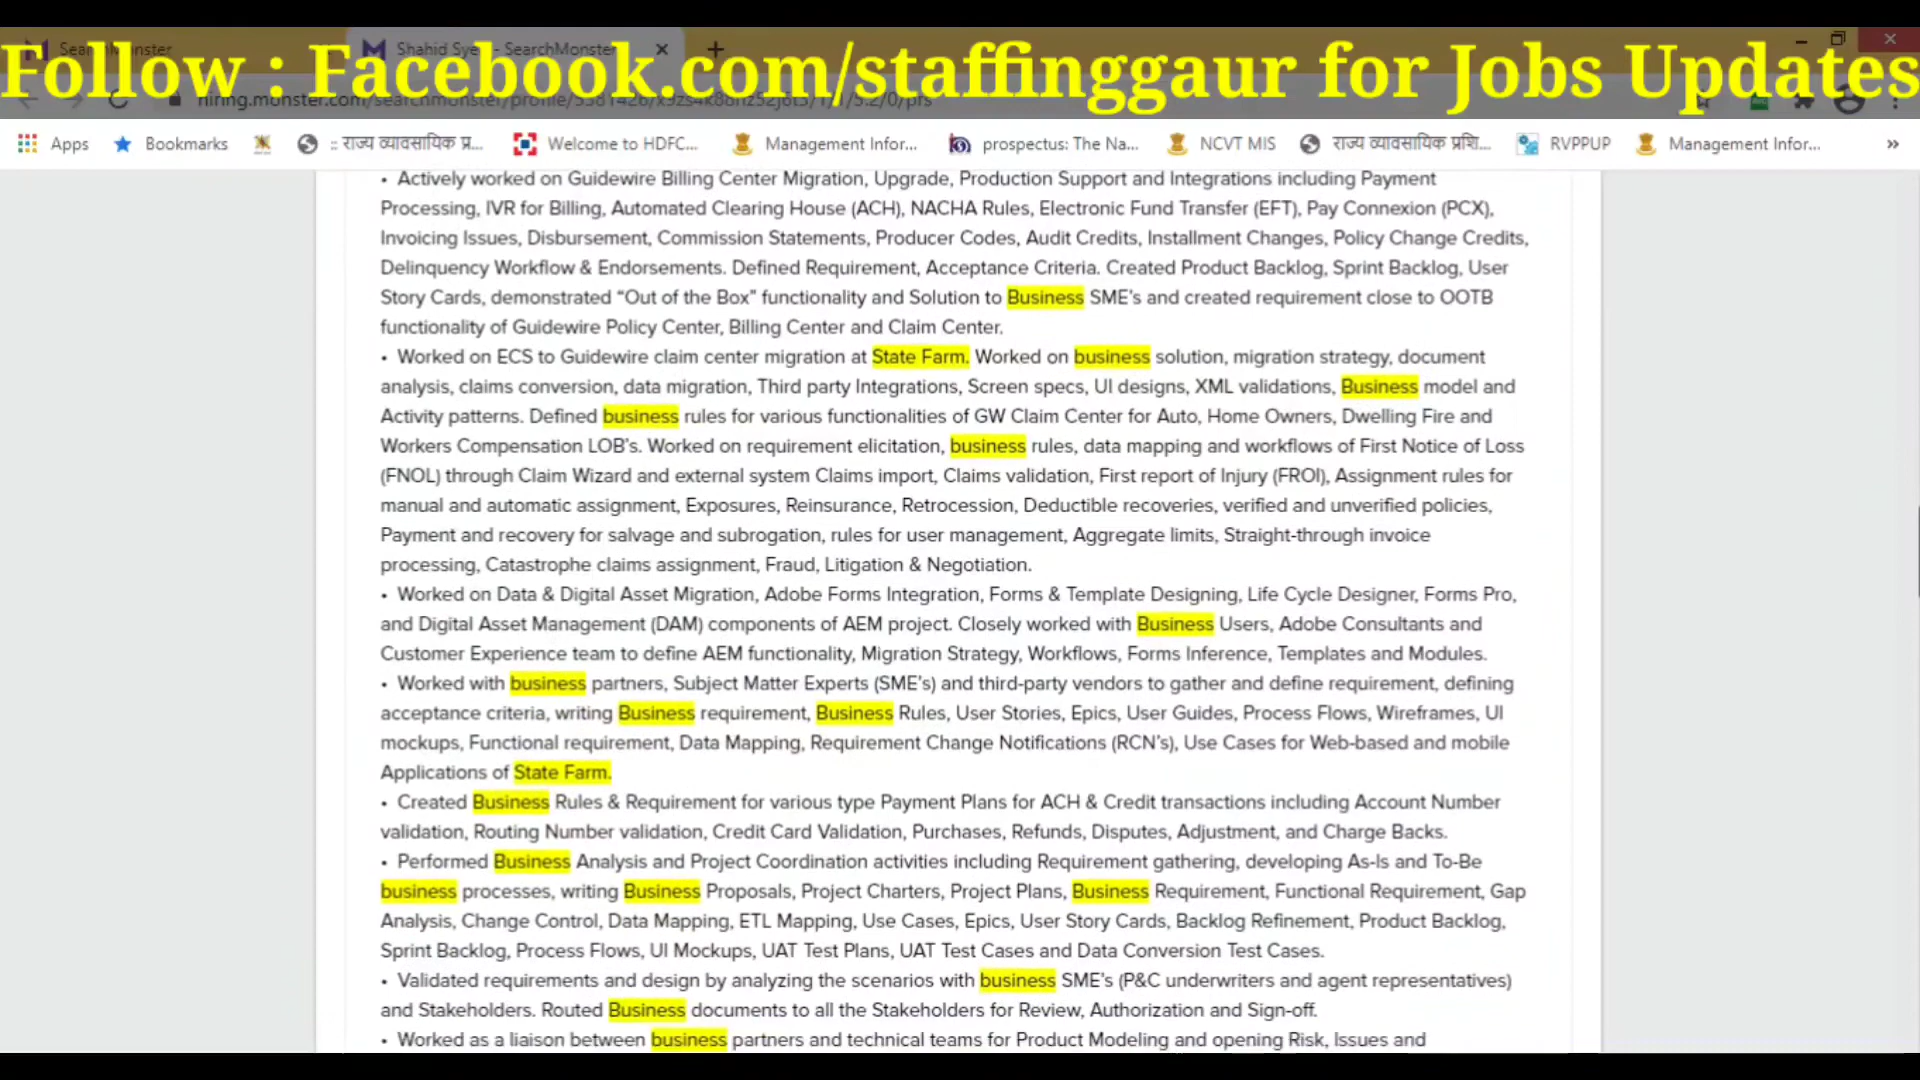 SearchMonster
Shahid Sye - SearchMonster
Follow : Facebook.com/staffinggaur for Jobs Updates
Apps Bookmarks :: राज्य व्यावसायिक प्र... Welcome to HDFC... Management Infor... prospectus: The Na... NCVT MIS राज्य व्यावसायिक प्रशि... RVPPUP Management Infor... »
• Actively worked on Guidewire Billing Center Migration, Upgrade, Production Support and Integrations including Payment
Processing, IVR for Billing, Automated Clearing House (ACH), NACHA Rules, Electronic Fund Transfer (EFT), Pay Connexion (PCX),
Invoicing Issues, Disbursement, Commission Statements, Producer Codes, Audit Credits, Installment Changes, Policy Change Credits,
Delinquency Workflow & Endorsements. Defined Requirement, Acceptance Criteria. Created Product Backlog, Sprint Backlog, User
Story Cards, demonstrated “Out of the Box” functionality and Solution to Business SME's and created requirement close to OOTB
functionality of Guidewire Policy Center, Billing Center and Claim Center.
• Worked on ECS to Guidewire claim center migration at State Farm. Worked on business solution, migration strategy, document
analysis, claims conversion, data migration, Third party Integrations, Screen specs, UI designs, XML validations, Business model and
Activity patterns. Defined business rules for various functionalities of GW Claim Center for Auto, Home Owners, Dwelling Fire and
Workers Compensation LOB's. Worked on requirement elicitation, business rules, data mapping and workflows of First Notice of Loss
(FNOL) through Claim Wizard and external system Claims import, Claims validation, First report of Injury (FROI), Assignment rules for
manual and automatic assignment, Exposures, Reinsurance, Retrocession, Deductible recoveries, verified and unverified policies,
Payment and recovery for salvage and subrogation, rules for user management, Aggregate limits, Straight-through invoice
processing, Catastrophe claims assignment, Fraud, Litigation & Negotiation.
• Worked on Data & Digital Asset Migration, Adobe Forms Integration, Forms & Template Designing, Life Cycle Designer, Forms Pro,
and Digital Asset Management (DAM) components of AEM project. Closely worked with Business Users, Adobe Consultants and
Customer Experience team to define AEM functionality, Migration Strategy, Workflows, Forms Inference, Templates and Modules.
• Worked with business partners, Subject Matter Experts (SME's) and third-party vendors to gather and define requirement, defining
acceptance criteria, writing Business requirement, Business Rules, User Stories, Epics, User Guides, Process Flows, Wireframes, UI
mockups, Functional requirement, Data Mapping, Requirement Change Notifications (RCN's), Use Cases for Web-based and mobile
Applications of State Farm.
• Created Business Rules & Requirement for various type Payment Plans for ACH & Credit transactions including Account Number
validation, Routing Number validation, Credit Card Validation, Purchases, Refunds, Disputes, Adjustment, and Charge Backs.
• Performed Business Analysis and Project Coordination activities including Requirement gathering, developing As-Is and To-Be
business processes, writing Business Proposals, Project Charters, Project Plans, Business Requirement, Functional Requirement, Gap
Analysis, Change Control, Data Mapping, ETL Mapping, Use Cases, Epics, User Story Cards, Backlog Refinement, Product Backlog,
Sprint Backlog, Process Flows, UI Mockups, UAT Test Plans, UAT Test Cases and Data Conversion Test Cases.
• Validated requirements and design by analyzing the scenarios with business SME's (P&C underwriters and agent representatives)
and Stakeholders. Routed Business documents to all the Stakeholders for Review, Authorization and Sign-off.
• Worked as a liaison between business partners and technical teams for Product Modeling and opening Risk, Issues and